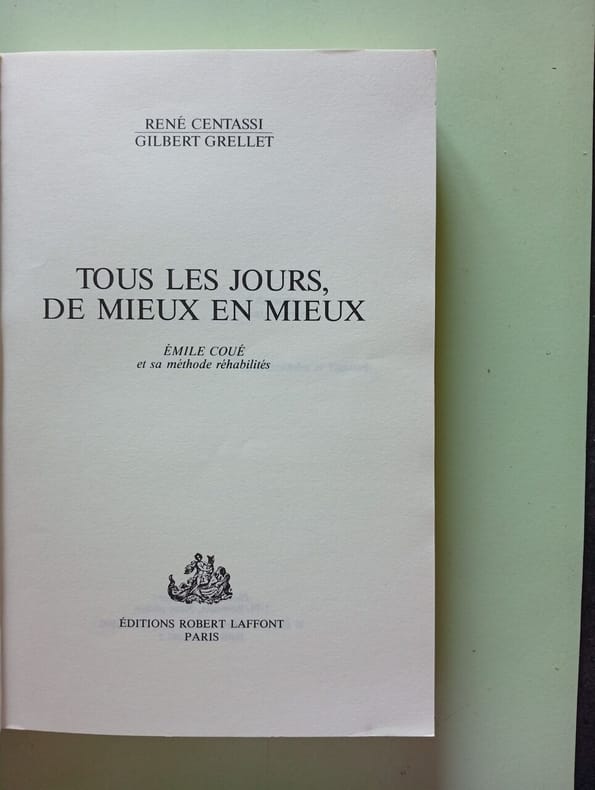 RENÉ CENTASSI
GILBERT GRELLET
TOUS LES JOURS,
DE MIEUX EN MIEUX
ÉMILE COUÉ
et sa méthode réhabilités
ÉDITIONS ROBERT LAFFONT
PARIS